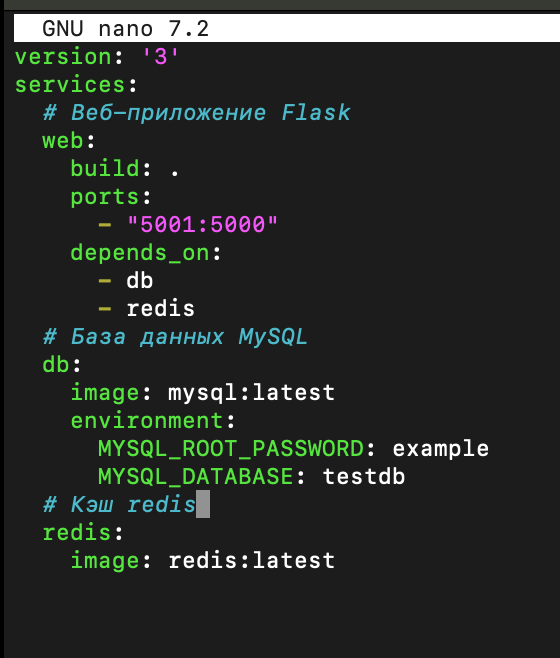 GNU nano 7.2
version: '3'
services:
  # Веб-приложение Flask
  web:
    build: .
    ports:
      - "5001:5000"
    depends_on:
      - db
      - redis
  # База данных MySQL
  db:
    image: mysql:latest
    environment:
      MYSQL_ROOT_PASSWORD: example
      MYSQL_DATABASE: testdb
  # Кэш redis
  redis:
    image: redis:latest